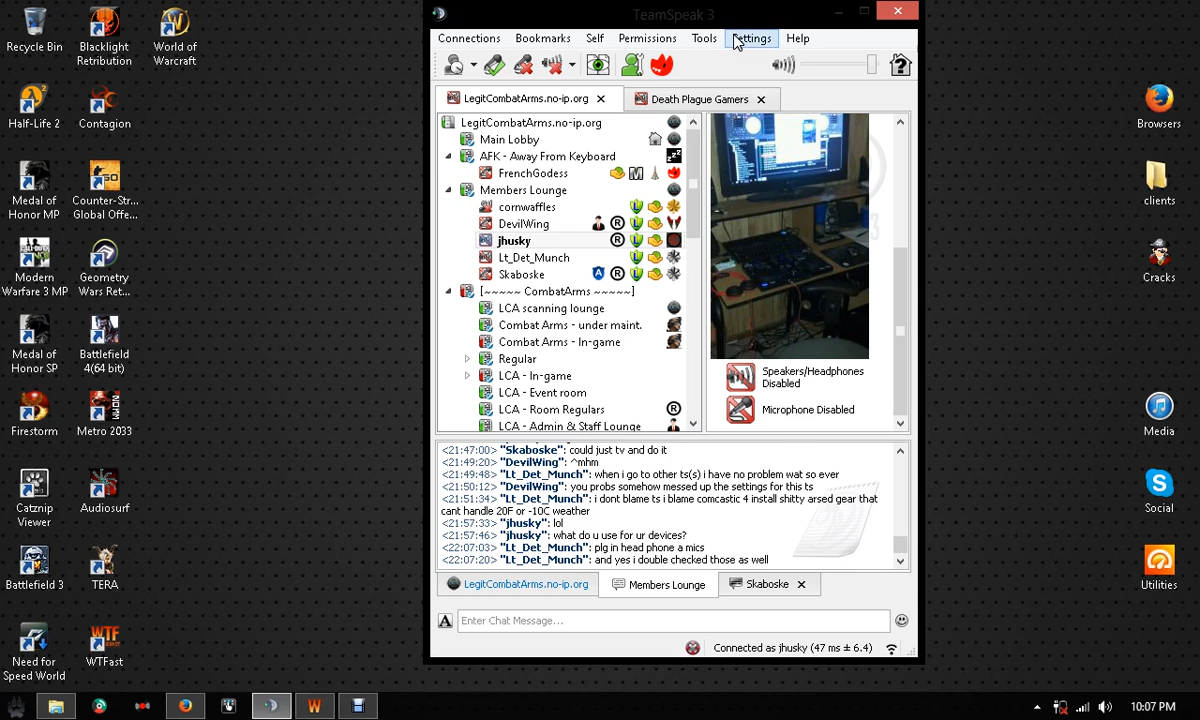 Recycle Bin
Blacklight
Retribution
World of
Warcraft
Half-Life 2
Contagion
Medal of
Honor MP
Counter-Str...
Global Offe...
Modern
Warfare 3 MP
Geometry
Wars Ret...
Medal of
Honor SP
Battlefield
4(64 bit)
Firestorm
Metro 2033
Catznip
Viewer
Audiosurf
Battlefield 3
TERA
Need for
Speed World
WTFast
TeamSpeak 3
Connections Bookmarks Self Permissions Tools Settings Help
LegitCombatArms.no-ip.org
Death Plague Gamers
LegitCombatArms.no-ip.org
Main Lobby
AFK - Away From Keyboard
FrenchGodess
Members Lounge
cornwaffles
DevilWing
jhusky
Lt_Det_Munch
Skaboske
[~~~~~ CombatArms ~~~~~]
LCA scanning lounge
Combat Arms - under maint.
Combat Arms - In-game
Regular
LCA - In-game
LCA - Event room
LCA - Room Regulars
LCA - Admin & Staff Lounge
Speakers/Headphones
Disabled
Microphone Disabled
<21:47:00> "Skaboske": could just tv and do it
<21:49:20> "DevilWing": ^mhm
<21:49:48> "Lt_Det_Munch": when i go to other ts(s) i have no problem wat so ever
<21:50:12> "DevilWing": you probs somehow messed up the settings for this ts
<21:51:34> "Lt_Det_Munch": i dont blame ts i blame comcastic 4 install shitty arsed gear that
cant handle 20F or -10C weather
<21:57:33> "jhusky": lol
<21:57:46> "jhusky": what do u use for ur devices?
<22:07:03> "Lt_Det_Munch": plg in head phone a mics
<22:07:20> "Lt_Det_Munch": and yes i double checked those as well
LegitCombatArms.no-ip.org
Members Lounge
Skaboske
Enter Chat Message...
Connected as jhusky (47 ms ± 6.4)
Browsers
clients
Cracks
Media
Social
Utilities
10:07 PM